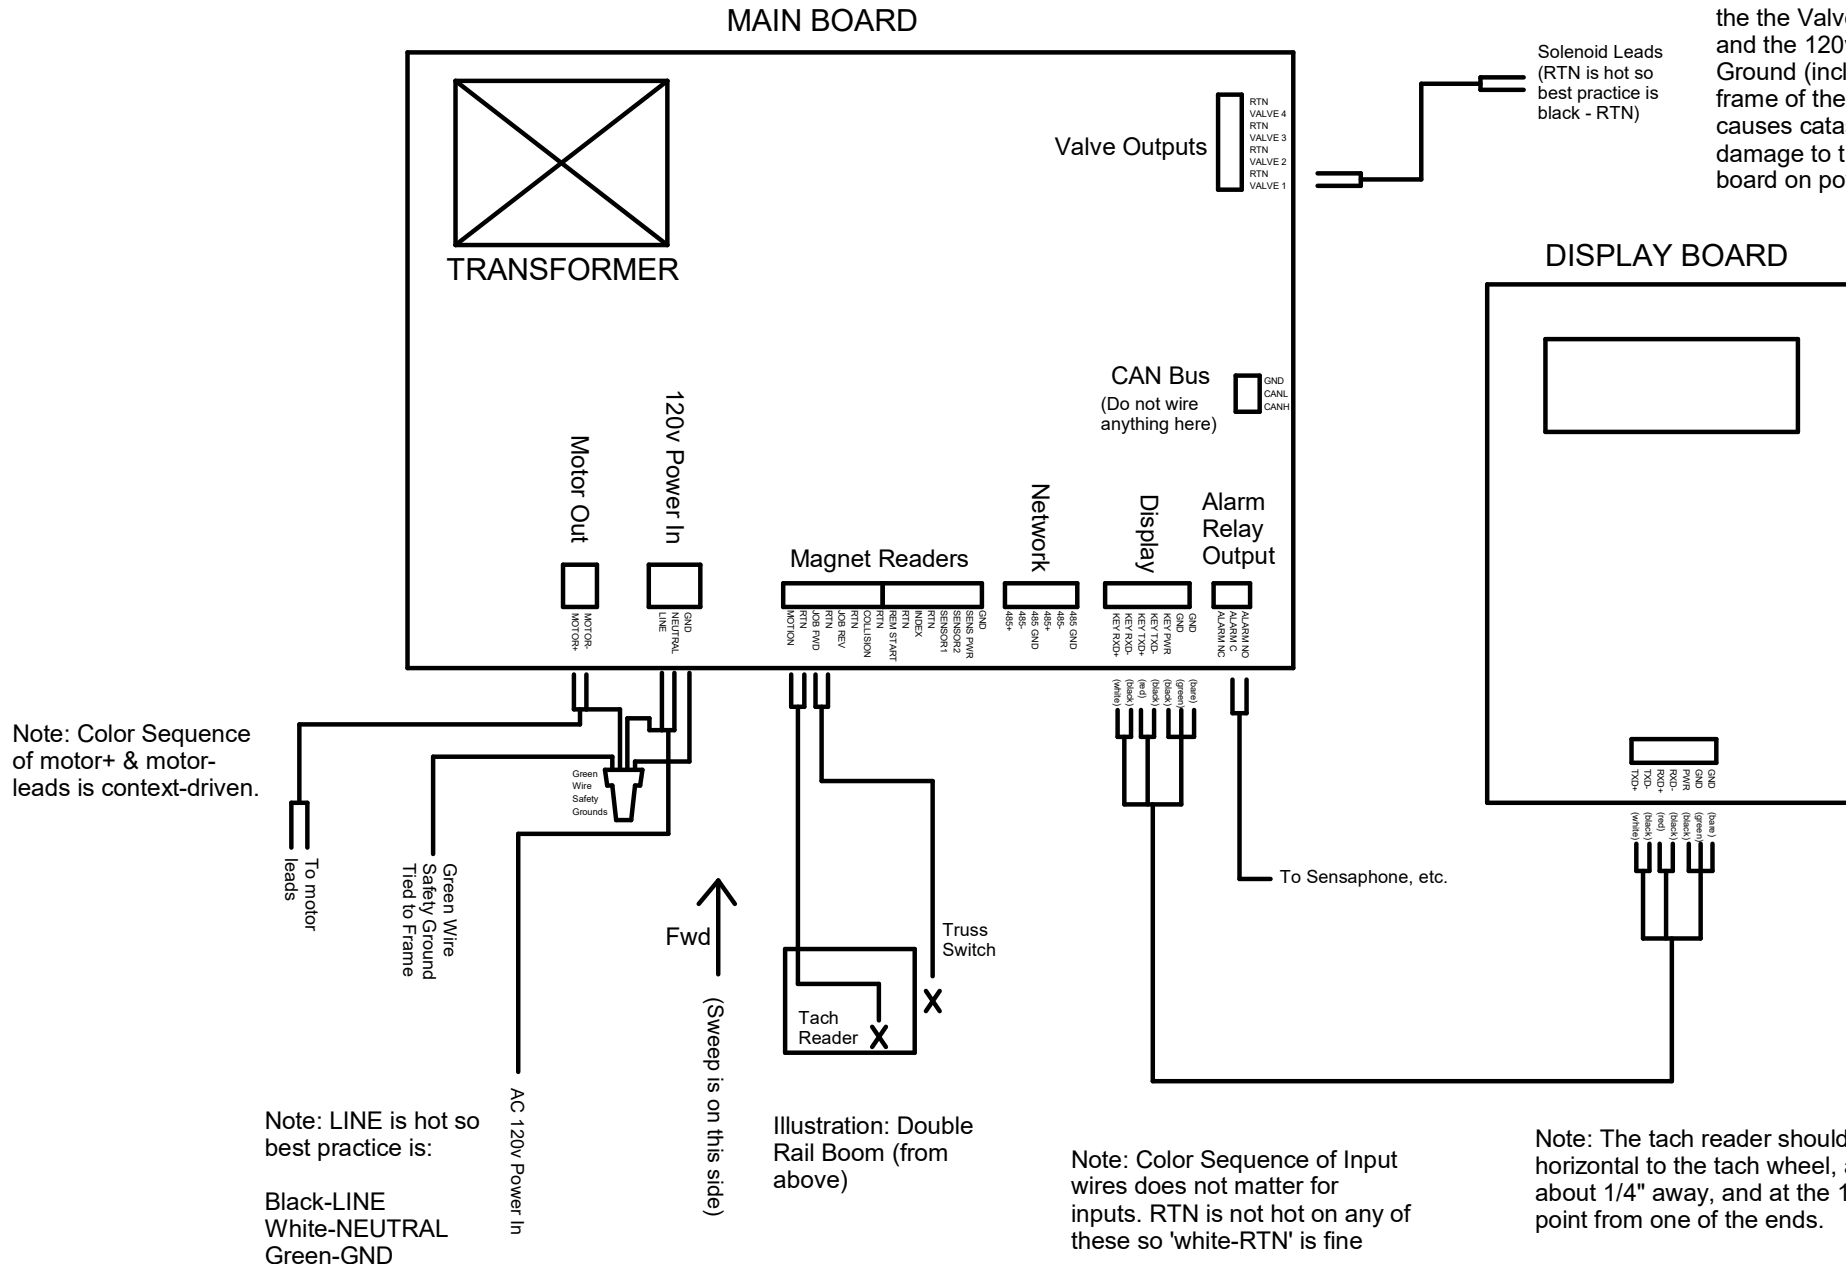 MAIN BOARD
the the Valv
and the 120
Ground (incl
frame of the
causes cata
damage to t
board on po
Solenoid Leads
(RTN is hot so
best practice is
black - RTN)
RTN
VALVE 4
RTN
VALVE 3
RTN
VALVE 2
RTN
VALVE 1
Valve Outputs
TRANSFORMER
DISPLAY BOARD
CAN Bus
(Do not wire
anything here)
GND
CANL
CANH
Motor Out
120v Power In
Magnet Readers
Network
Display
Alarm
Relay
Output
MOTOR+
MOTOR-
LINE
NEUTRAL
GND
MOTION
RTN
JOB FWD
RTN
JOB REV
RTN
COLLISION
RTN
REM START
RTN
INDEX
RTN
SENSOR1
SENSOR2
SENS PWR
GND
485+
485-
485 GND
485+
485-
485 GND
KEY RXD+
KEY RXD-
KEY TXD+
KEY TXD-
KEY PWR
GND
GND
ALARM NC
ALARM C
ALARM NO
(white)
(black)
(red)
(black)
(black)
(green)
(bare)
Note: Color Sequence
of motor+ & motor-
leads is context-driven.
Green
Wire
Safety
Grounds
To motor
leads
Green Wire
Safety Ground
Tied to Frame
Fwd
(Sweep is on this side)
AC 120v Power In
Truss
Switch
Tach
Reader
To Sensaphone, etc.
TXD+
TXD-
RXD+
RXD-
PWR
GND
GND
(white)
(black)
(red)
(black)
(black)
(green)
(bare)
Note: LINE is hot so
best practice is:
Black-LINE
White-NEUTRAL
Green-GND
Illustration: Double
Rail Boom (from
above)
Note: Color Sequence of Input
wires does not matter for
inputs. RTN is not hot on any of
these so 'white-RTN' is fine
Note: The tach reader should
horizontal to the tach wheel,
about 1/4" away, and at the 1
point from one of the ends.